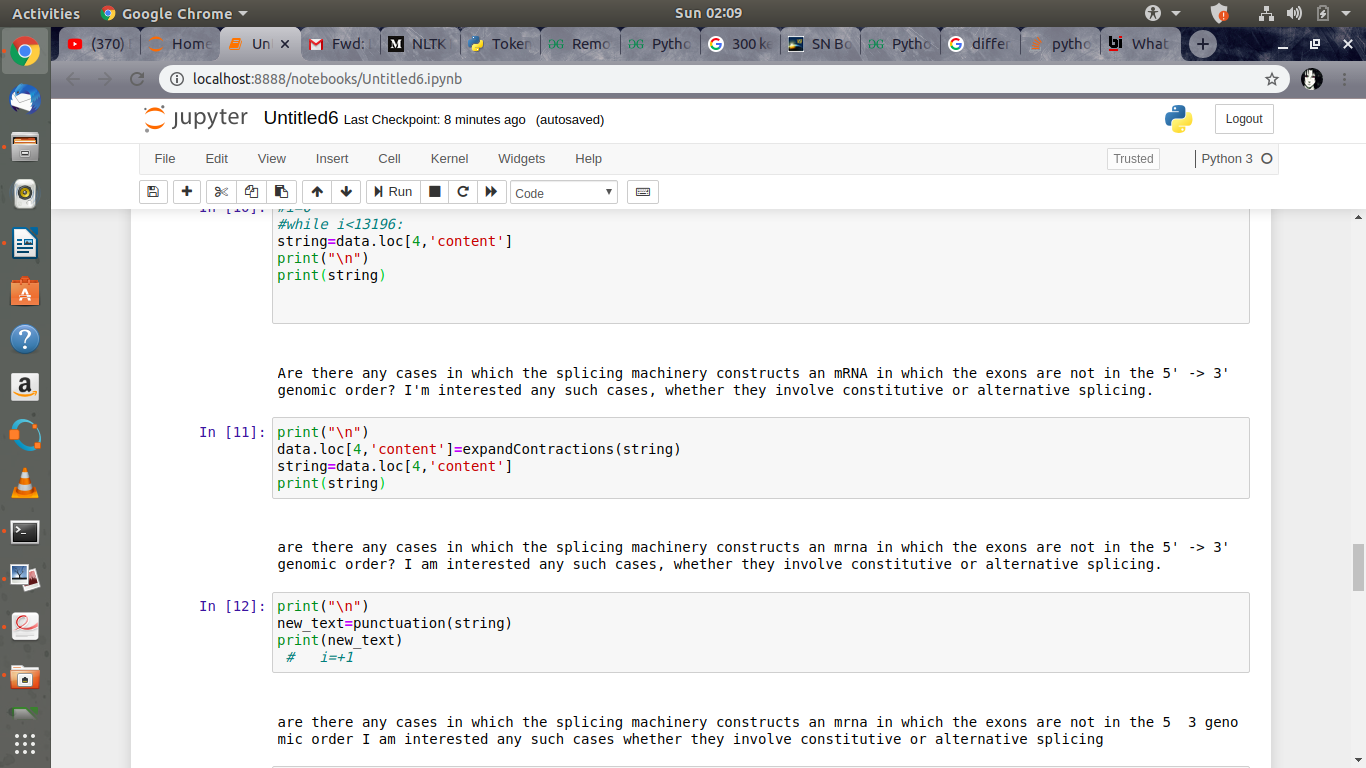 Activities Google Chrome Sun 02:09
(370) Home Un Fwd: M NLTK Token Remo Pytho 300 ke SN Bo Pytho differ pytho bi What
localhost:8888/notebooks/Untitled6.ipynb
jupyter Untitled6 Last Checkpoint: 8 minutes ago (autosaved)
Logout
File Edit View Insert Cell Kernel Widgets Help Trusted Python 3
Run Code
#while i<13196:
string=data.loc[4,'content']
print("\n")
print(string)
Are there any cases in which the splicing machinery constructs an mRNA in which the exons are not in the 5' -> 3'
genomic order? I'm interested any such cases, whether they involve constitutive or alternative splicing.
In [11]: print("\n")
data.loc[4,'content']=expandContractions(string)
string=data.loc[4,'content']
print(string)
are there any cases in which the splicing machinery constructs an mrna in which the exons are not in the 5' -> 3'
genomic order? I am interested any such cases, whether they involve constitutive or alternative splicing.
In [12]: print("\n")
new_text=punctuation(string)
print(new_text)
#   i=+1
are there any cases in which the splicing machinery constructs an mrna in which the exons are not in the 5  3 geno
mic order I am interested any such cases whether they involve constitutive or alternative splicing